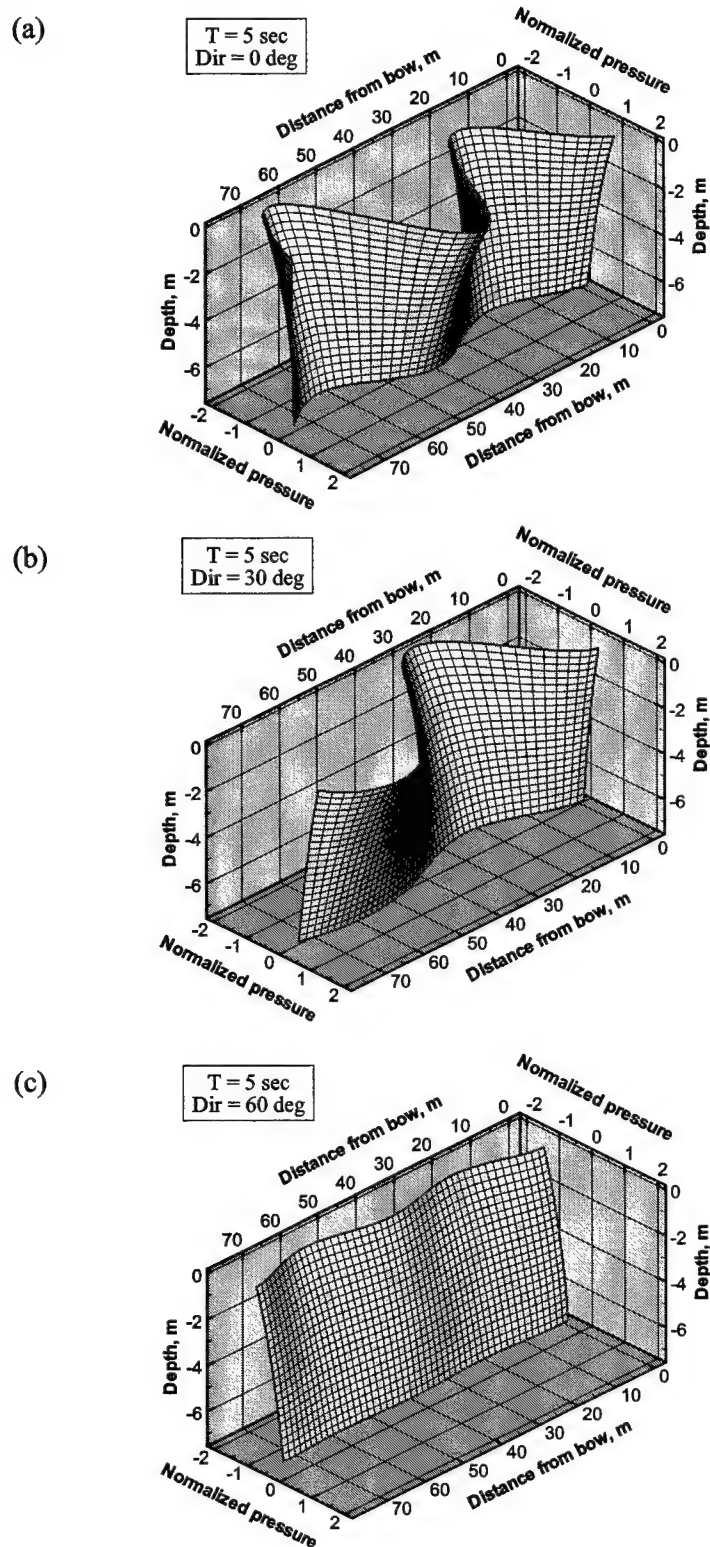 (a)
T = 5 sec
Dir = 0 deg
Distance from bow, m
70 60 50 40 30 20 10 0
Normalized pressure
-2 -1 0 1 2
Depth, m
0
-2
-4
-6
Depth, m
0
-2
-4
-6
Normalized pressure
-2 -1 0 1 2
Distance from bow, m
70 60 50 40 30 20 10 0
(b)
T = 5 sec
Dir = 30 deg
Distance from bow, m
70 60 50 40 30 20 10 0
Normalized pressure
-2 -1 0 1 2
Depth, m
0
-2
-4
-6
Depth, m
0
-2
-4
-6
Normalized pressure
-2 -1 0 1 2
Distance from bow, m
70 60 50 40 30 20 10 0
(c)
T = 5 sec
Dir = 60 deg
Distance from bow, m
70 60 50 40 30 20 10 0
Normalized pressure
-2 -1 0 1 2
Depth, m
0
-2
-4
-6
Depth, m
0
-2
-4
-6
Normalized pressure
-2 -1 0 1 2
Distance from bow, m
70 60 50 40 30 20 10 0